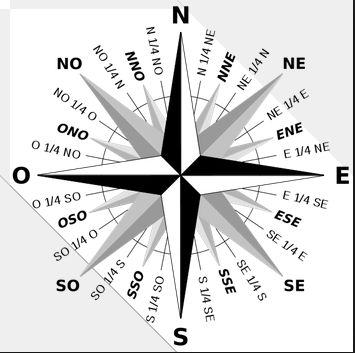 N
N 1/4 NE
NNE
NE 1/4 N
NE
NE 1/4 E
ENE
E 1/4 NE
E
E 1/4 SE
ESE
SE 1/4 E
SE
SE 1/4 S
SSE
S 1/4 SE
S
S 1/4 SO
SSO
SO 1/4 S
SO
SO 1/4 O
OSO
O 1/4 SO
O
O 1/4 NO
ONO
NO 1/4 O
NO
NO 1/4 N
NNO
N 1/4 NO